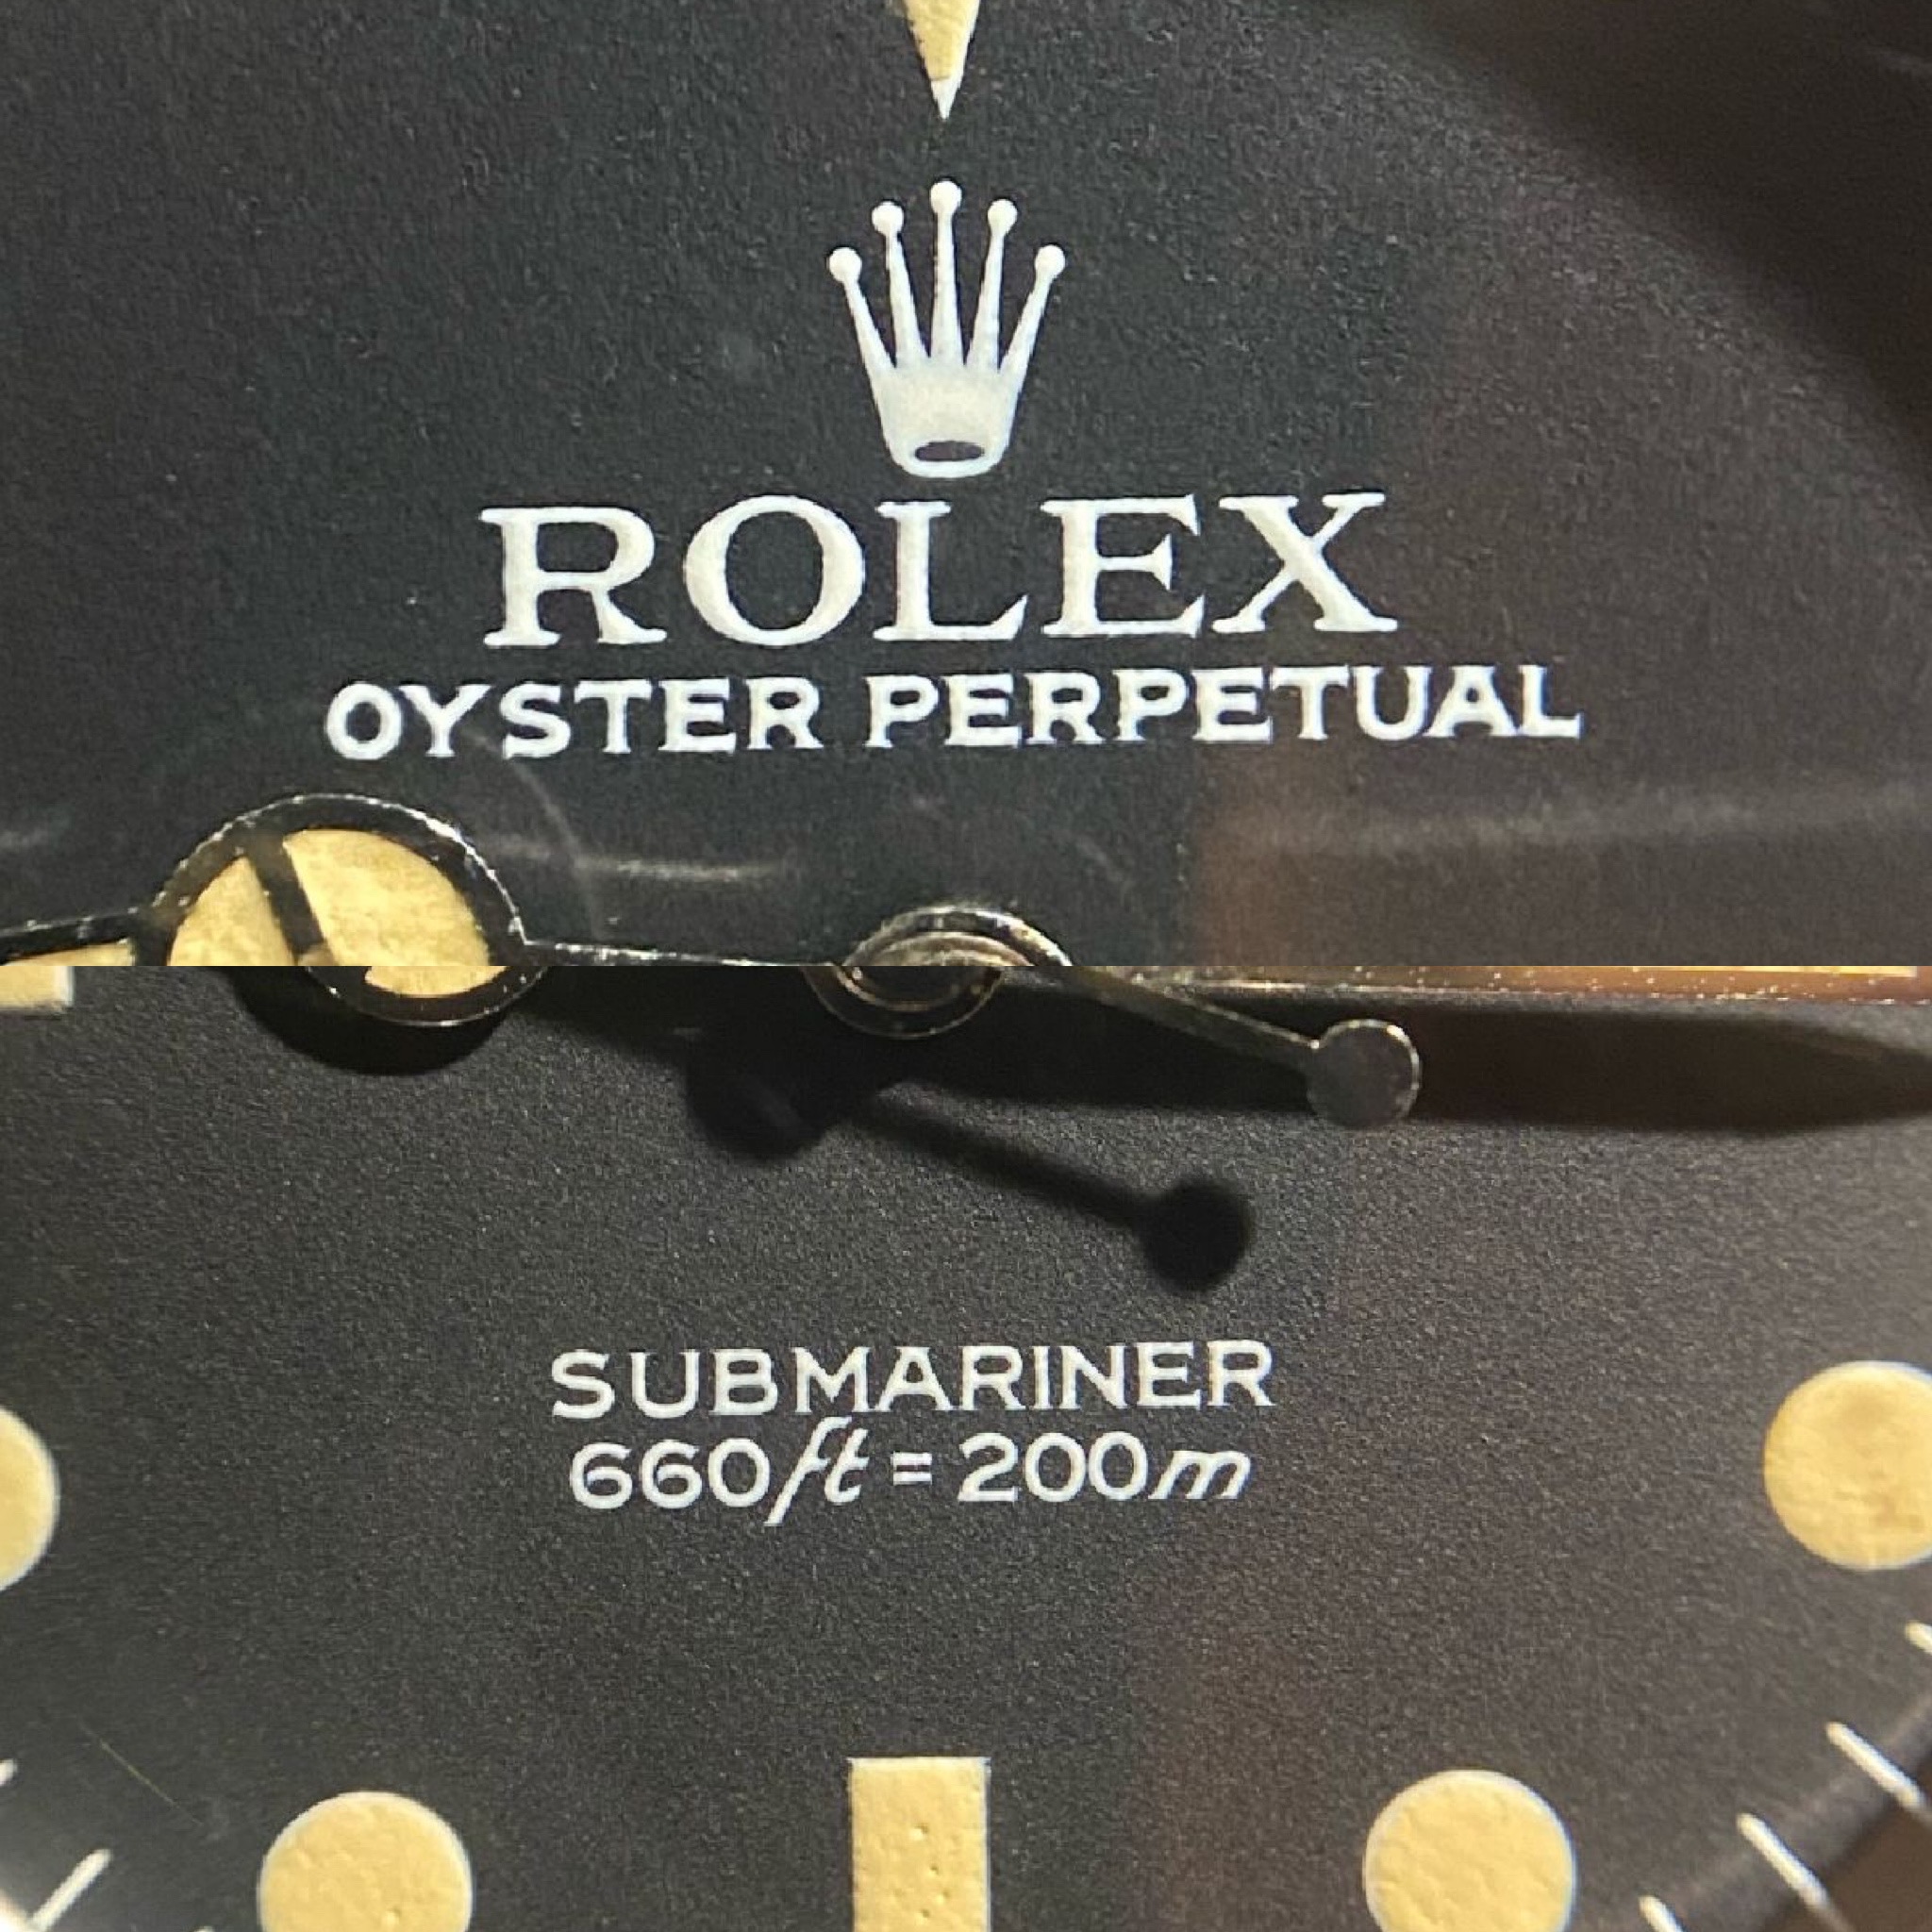 ROLEX
OYSTER PERPETUAL
SUBMARINER
660ft = 200m